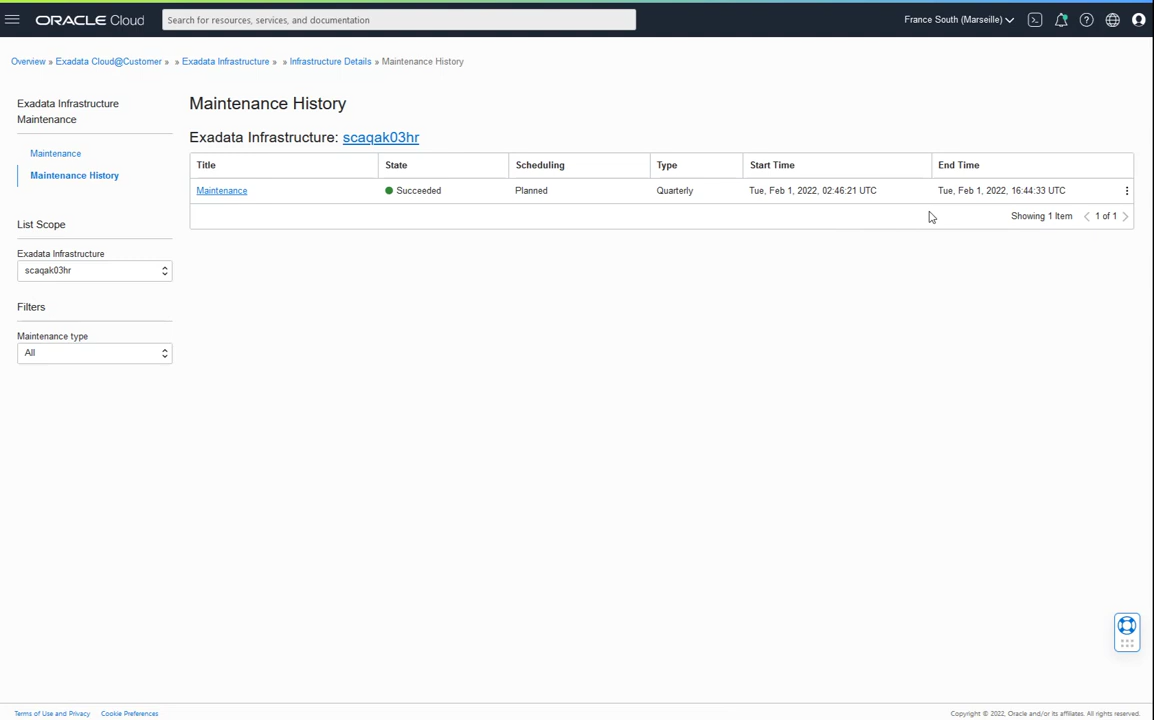 ORACLE Cloud
Search for resources, services, and documentation
France South (Marseille)
Overview » Exadata Cloud@Customer » » Exadata Infrastructure » » Infrastructure Details » Maintenance History
Exadata Infrastructure
Maintenance
Maintenance
Maintenance History
List Scope
Exadata Infrastructure
scaqak03hr
Filters
Maintenance type
All
Maintenance History
Exadata Infrastructure: scaqak03hr
Title State Scheduling Type Start Time End Time
Maintenance Succeeded Planned Quarterly Tue, Feb 1, 2022, 02:46:21 UTC Tue, Feb 1, 2022, 16:44:33 UTC
Showing 1 Item < 1 of 1 >
Terms of Use and Privacy Cookie Preferences
Copyright © 2022, Oracle and/or its affiliates. All rights reserved.